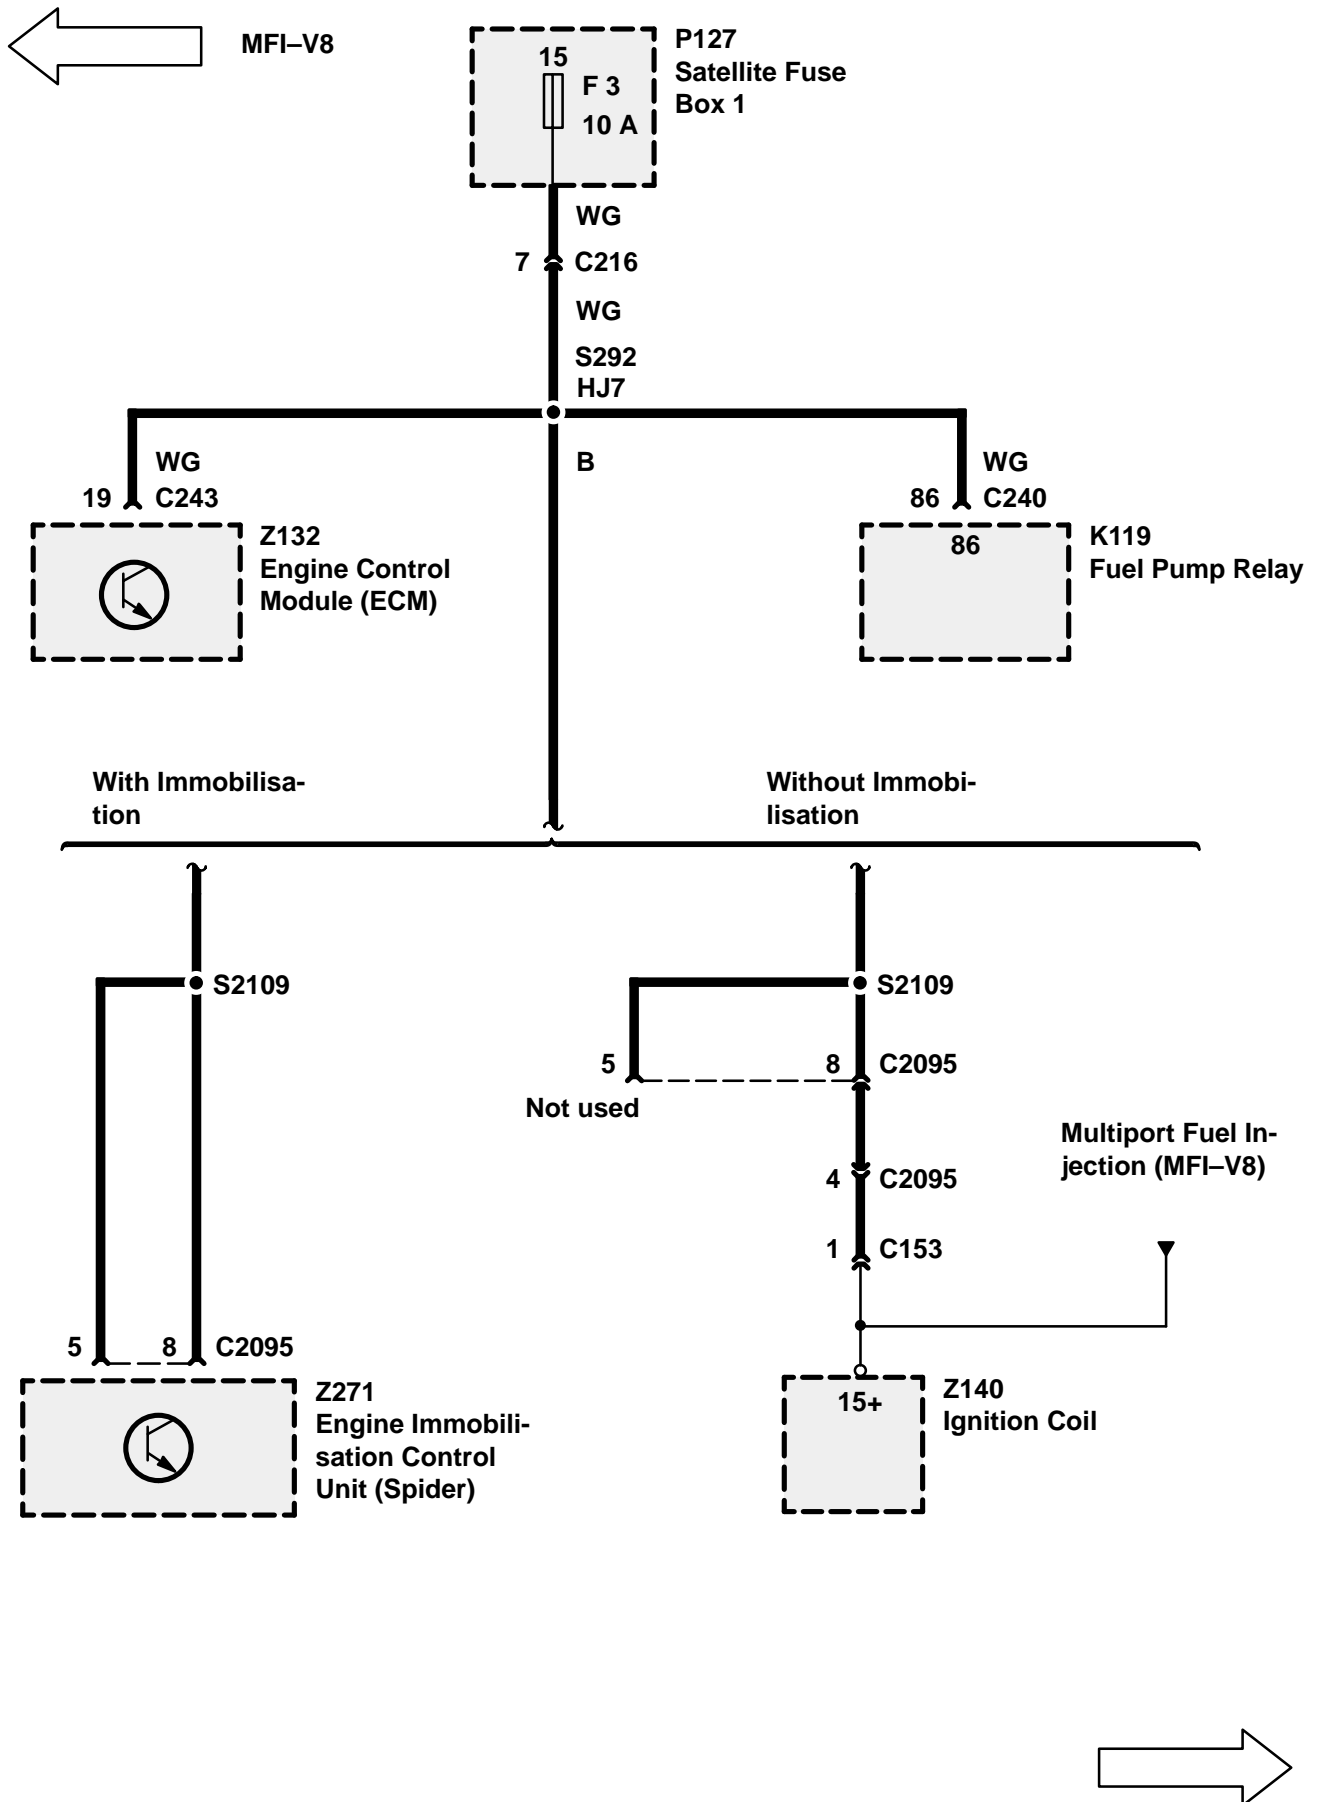 MFI–V8
P127
Satellite Fuse
Box 1
15
F 3
10 A
WG
7 C216
WG
S292
HJ7
WG
B
WG
19 C243
86 C240
Z132
Engine Control
Module (ECM)
86
K119
Fuel Pump Relay
With Immobilisa-
tion
Without Immobi-
lisation
S2109
S2109
5
8 C2095
Not used
Multiport Fuel In-
jection (MFI–V8)
4 C2095
1 C153
5 8 C2095
Z271
Engine Immobili-
sation Control
Unit (Spider)
15+
Z140
Ignition Coil